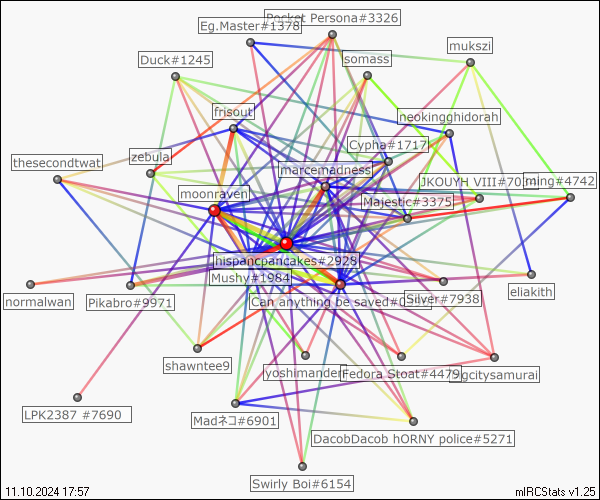 Pocket Persona#3326
Eg.Master#1378
mukszi
Duck#1245
somass
frisout
neokingghidorah
Cypha#1717
thesecondtwat
zebula
marcemadness
JKOUYH VIII#70
ming#4742
moonraven
Majestic#3375
hispancpancakes#2928
Mushy#1984
eliakith
normalwan
Pikabro#9971
Can anything be saved#0
Silver#7938
shawntee9
yoshimander
Fedora Stoat#4479
gcitysamurai
LPK2387 #7690
Madネコ#6901
DacobDacob hORNY police#5271
Swirly Boi#6154
11.10.2024 17:57
mIRCStats v1.25